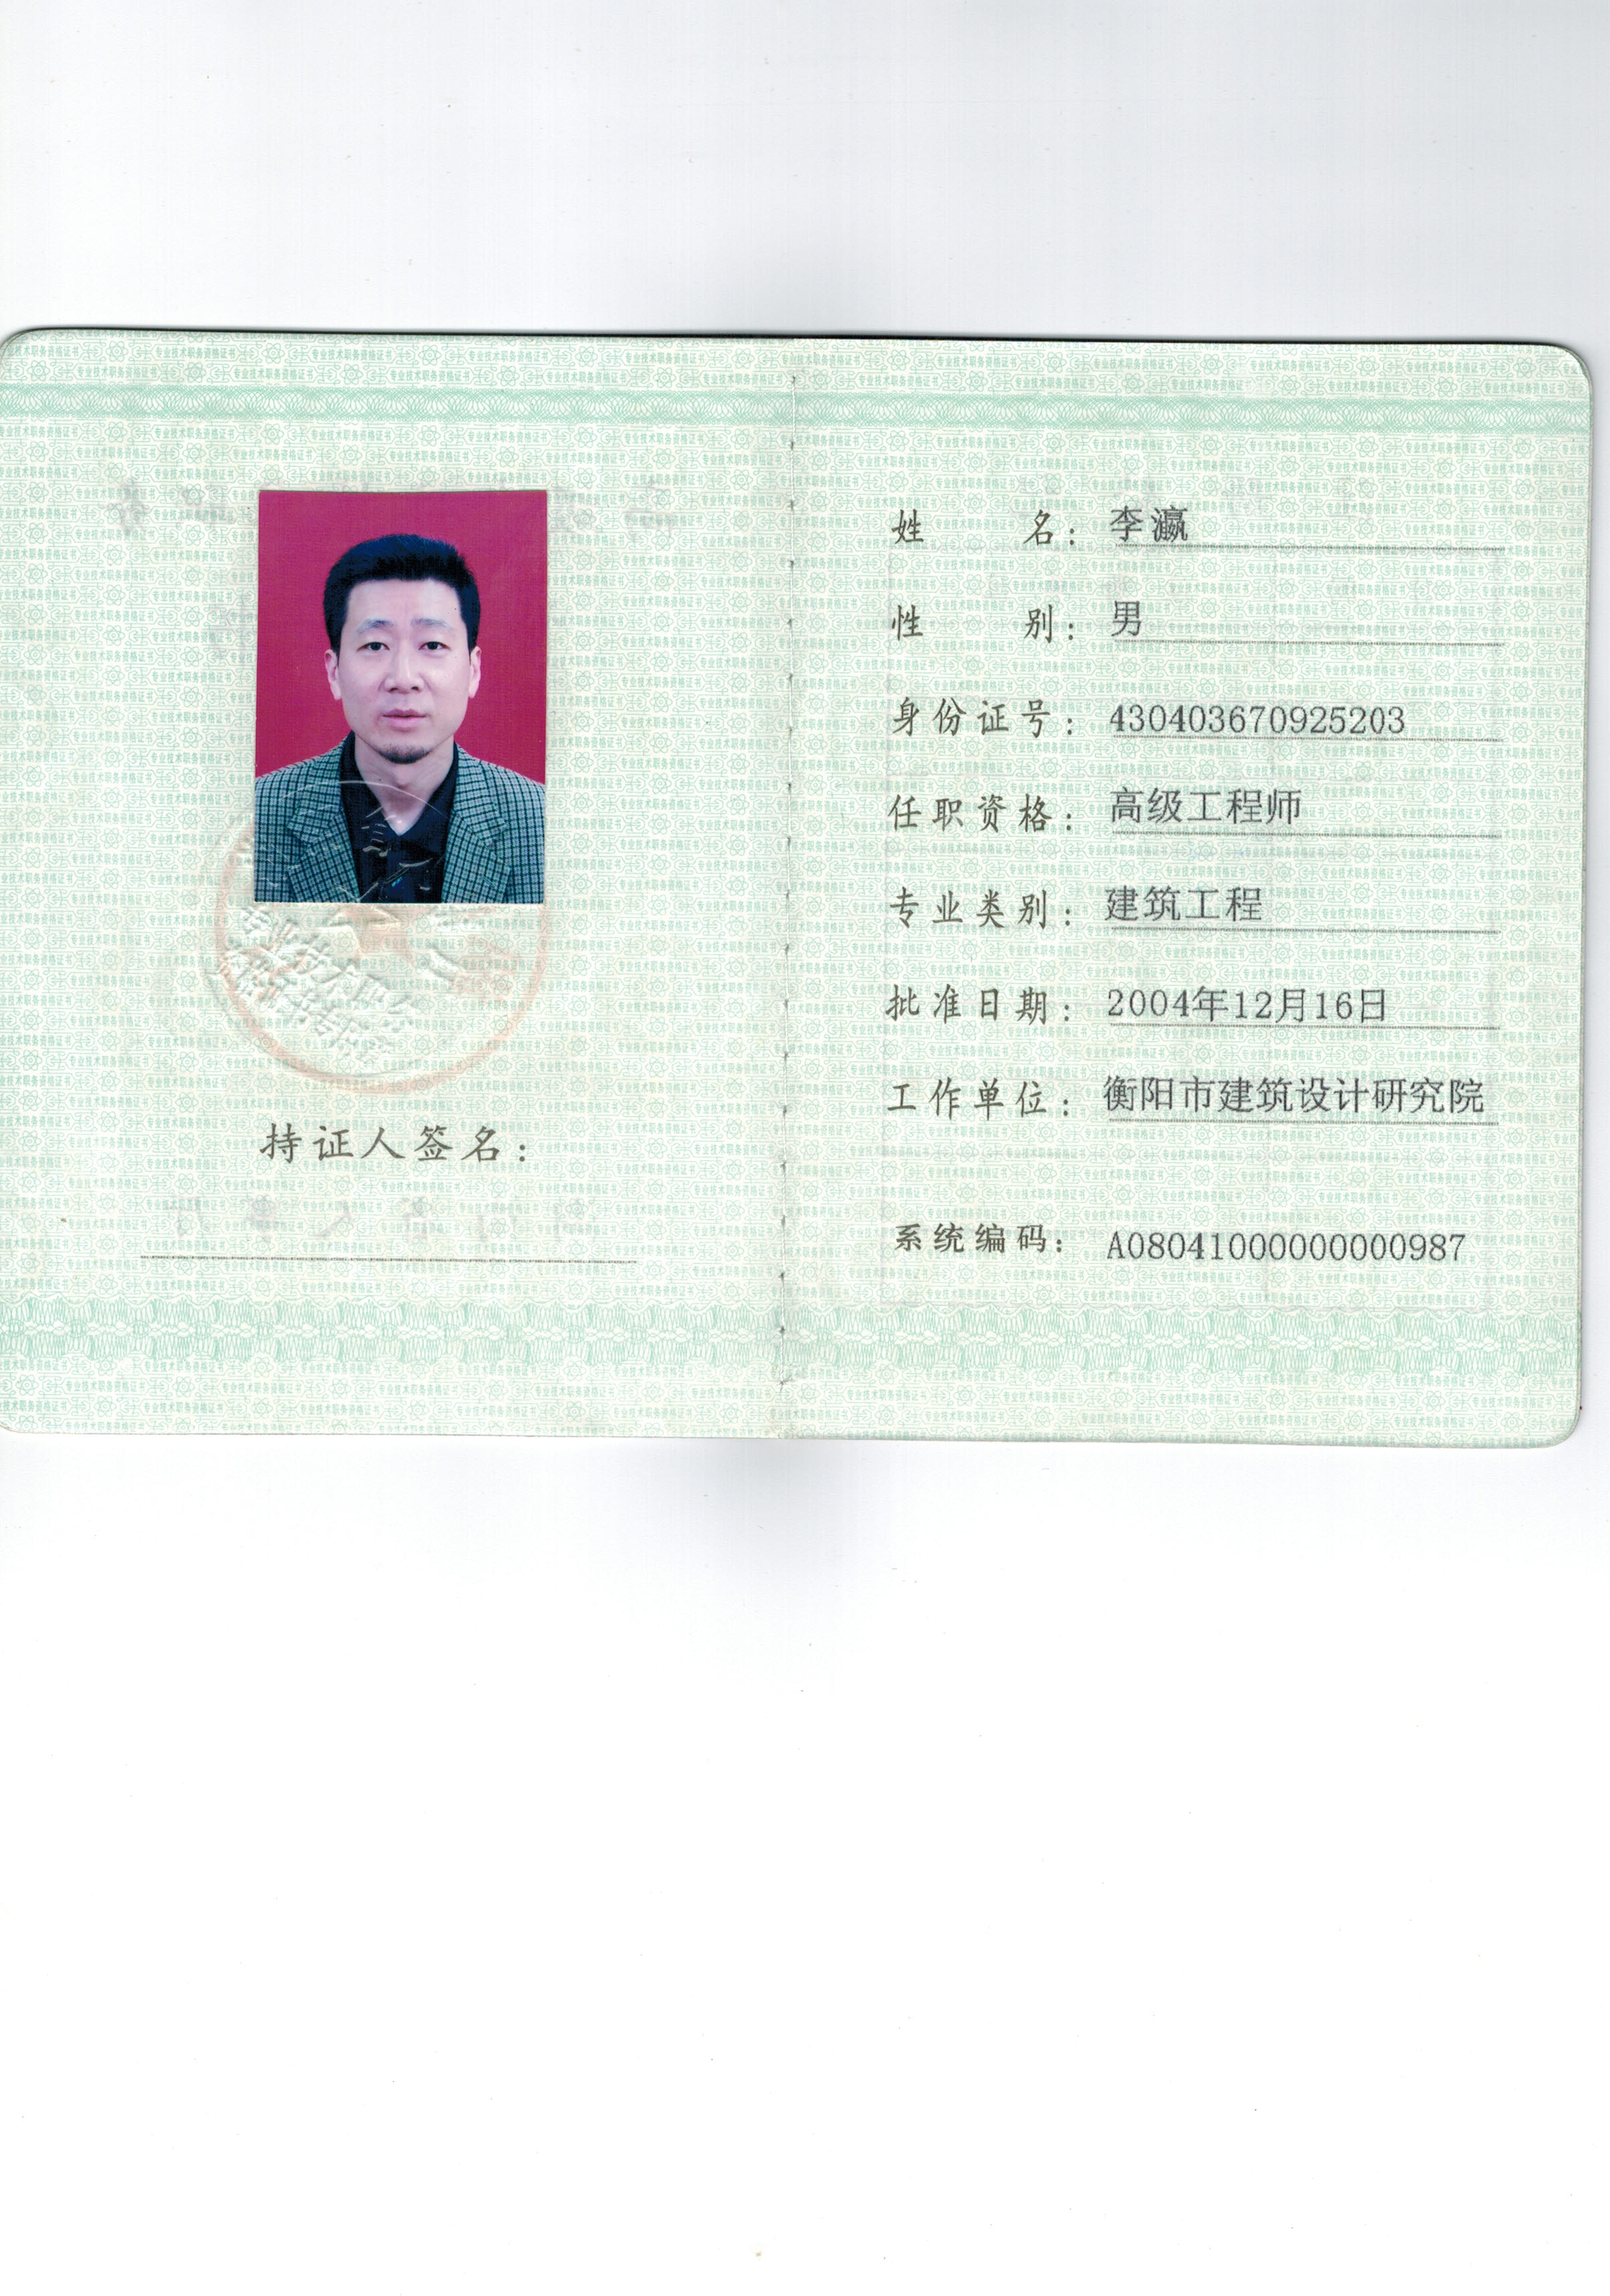 持证人签名：
姓名：李瀛
性别：男
身份证号：430403670925203
任职资格：高级工程师
专业类别：建筑工程
批准日期：2004年12月16日
工作单位：衡阳市建筑设计研究院
系统编码：A08041000000000987